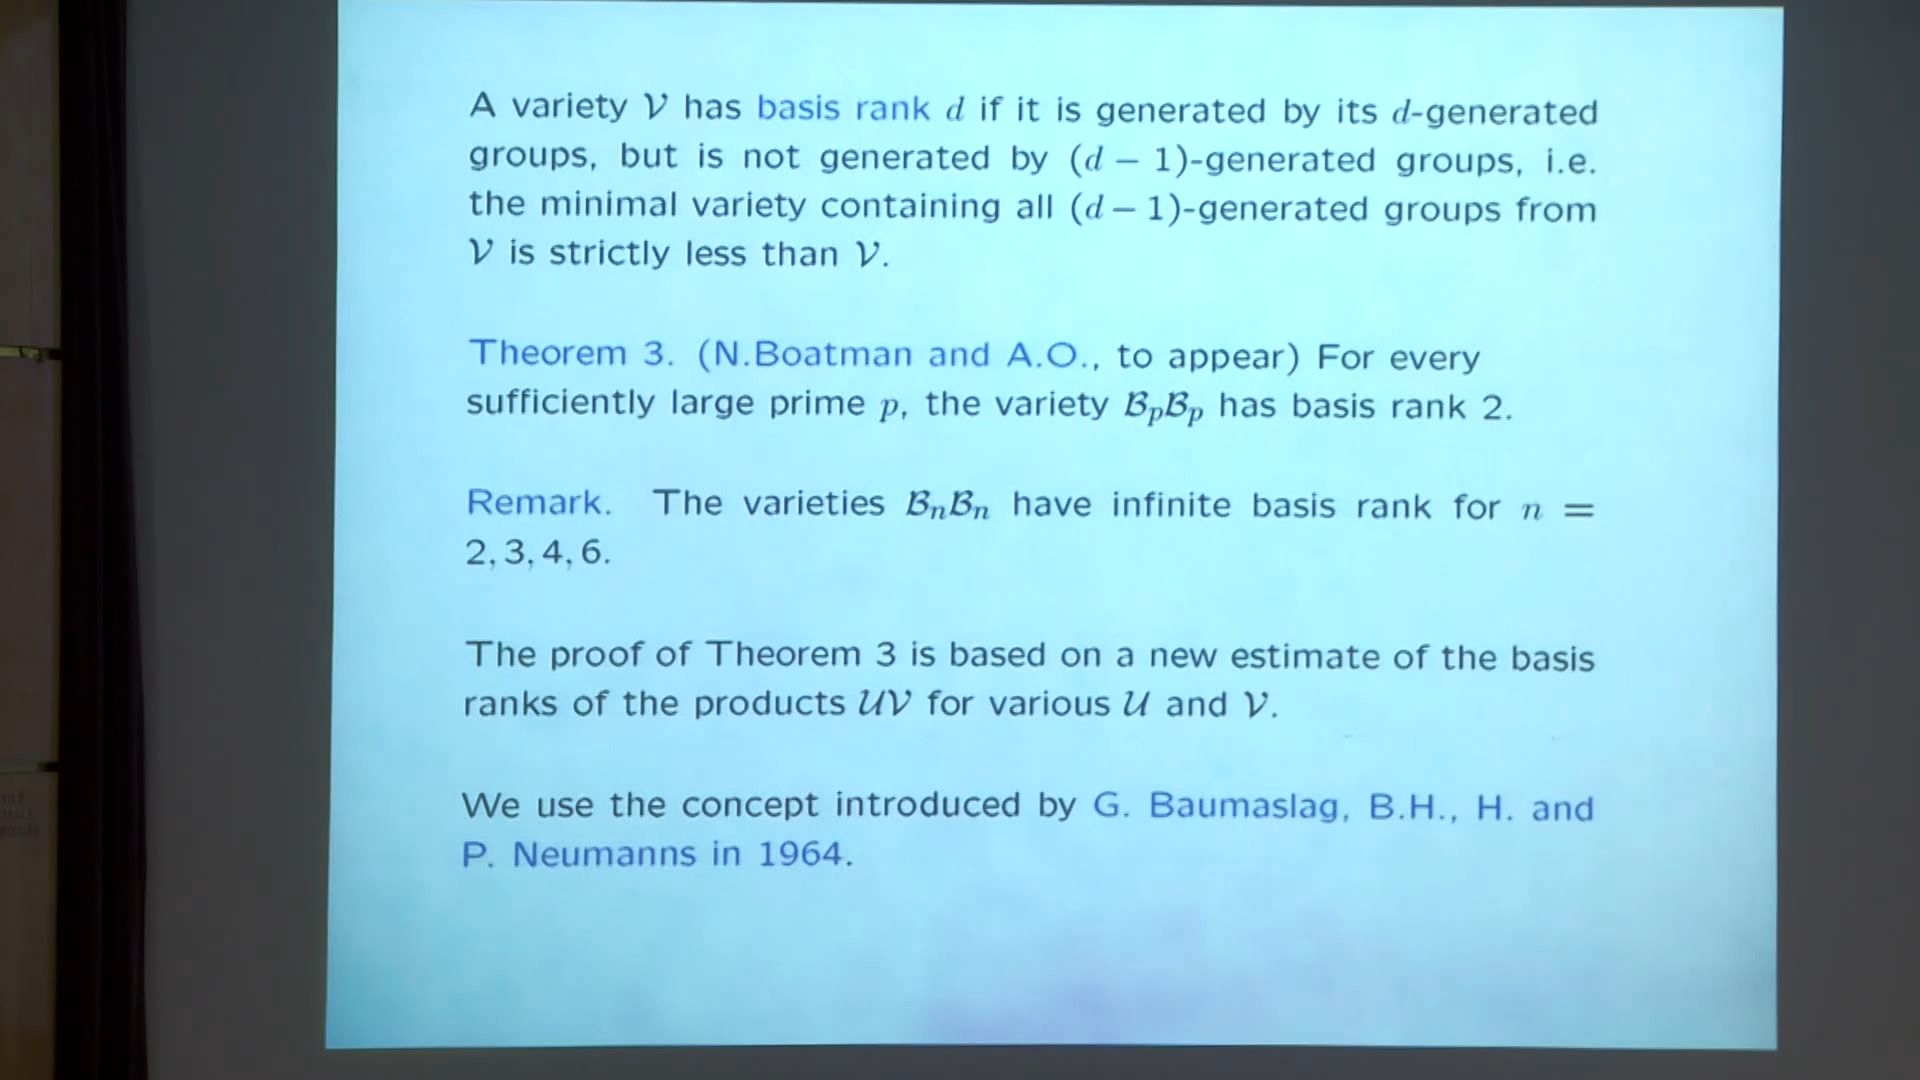 A variety 𝒱 has basis rank d if it is generated by its d-generated
groups, but is not generated by (d − 1)-generated groups, i.e.
the minimal variety containing all (d − 1)-generated groups from
𝒱 is strictly less than 𝒱.
Theorem 3. (N.Boatman and A.O., to appear) For every
sufficiently large prime p, the variety ℬₚℬₚ has basis rank 2.
Remark. The varieties ℬₙℬₙ have infinite basis rank for n =
2, 3, 4, 6.
The proof of Theorem 3 is based on a new estimate of the basis
ranks of the products 𝒰𝒱 for various 𝒰 and 𝒱.
We use the concept introduced by G. Baumaslag, B.H., H. and
P. Neumanns in 1964.